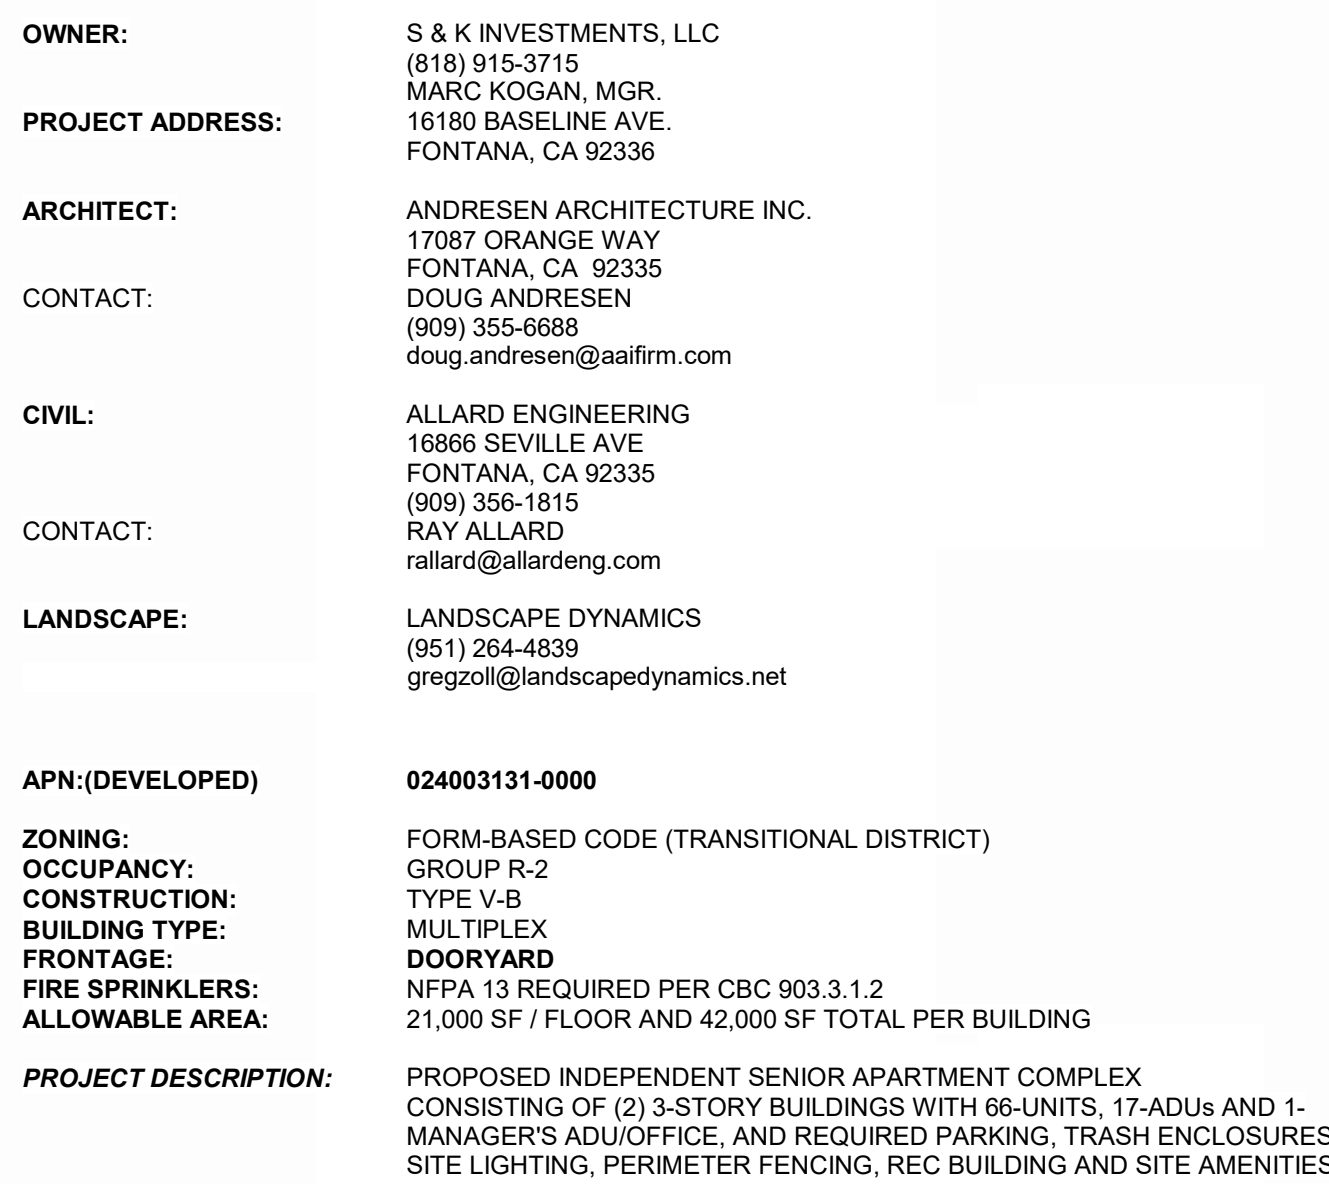 OWNER: S & K INVESTMENTS, LLC
(818) 915-3715
MARC KOGAN, MGR.
PROJECT ADDRESS: 16180 BASELINE AVE.
FONTANA, CA 92336
ARCHITECT: ANDRESEN ARCHITECTURE INC.
17087 ORANGE WAY
FONTANA, CA 92335
CONTACT: DOUG ANDRESEN
(909) 355-6688
doug.andresen@aaifirm.com
CIVIL: ALLARD ENGINEERING
16866 SEVILLE AVE
FONTANA, CA 92335
(909) 356-1815
CONTACT: RAY ALLARD
rallard@allardeng.com
LANDSCAPE: LANDSCAPE DYNAMICS
(951) 264-4839
gregzoll@landscapedynamics.net
APN:(DEVELOPED) 024003131-0000
ZONING: FORM-BASED CODE (TRANSITIONAL DISTRICT)
OCCUPANCY: GROUP R-2
CONSTRUCTION: TYPE V-B
BUILDING TYPE: MULTIPLEX
FRONTAGE: DOORYARD
FIRE SPRINKLERS: NFPA 13 REQUIRED PER CBC 903.3.1.2
ALLOWABLE AREA: 21,000 SF / FLOOR AND 42,000 SF TOTAL PER BUILDING
PROJECT DESCRIPTION: PROPOSED INDEPENDENT SENIOR APARTMENT COMPLEX
CONSISTING OF (2) 3-STORY BUILDINGS WITH 66-UNITS, 17-ADUs AND 1-
MANAGER'S ADU/OFFICE, AND REQUIRED PARKING, TRASH ENCLOSURES
SITE LIGHTING, PERIMETER FENCING, REC BUILDING AND SITE AMENITIES